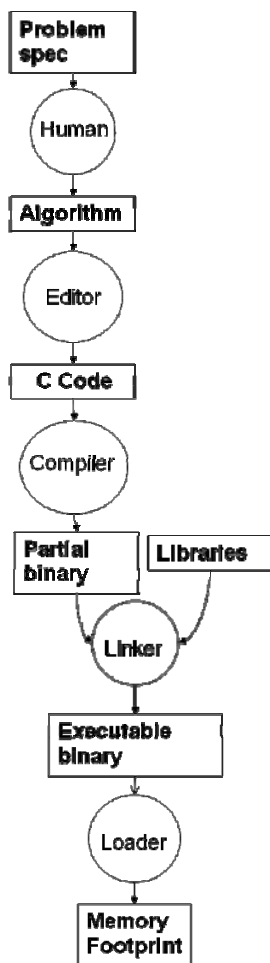 Problem
spec
Human
Algorithm
Editor
C Code
Compiler
Partial
binary
Libraries
Linker
Executable
binary
Loader
Memory
Footprint